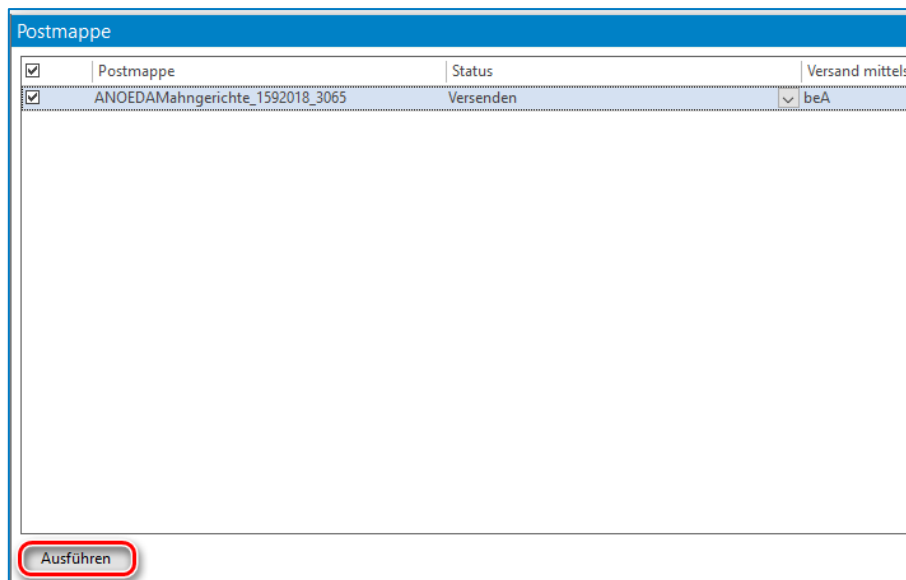 Postmappe
Postmappe Status Versand mittels
ANOEDAMahngerichte_1592018_3065 Versenden beA
Ausführen